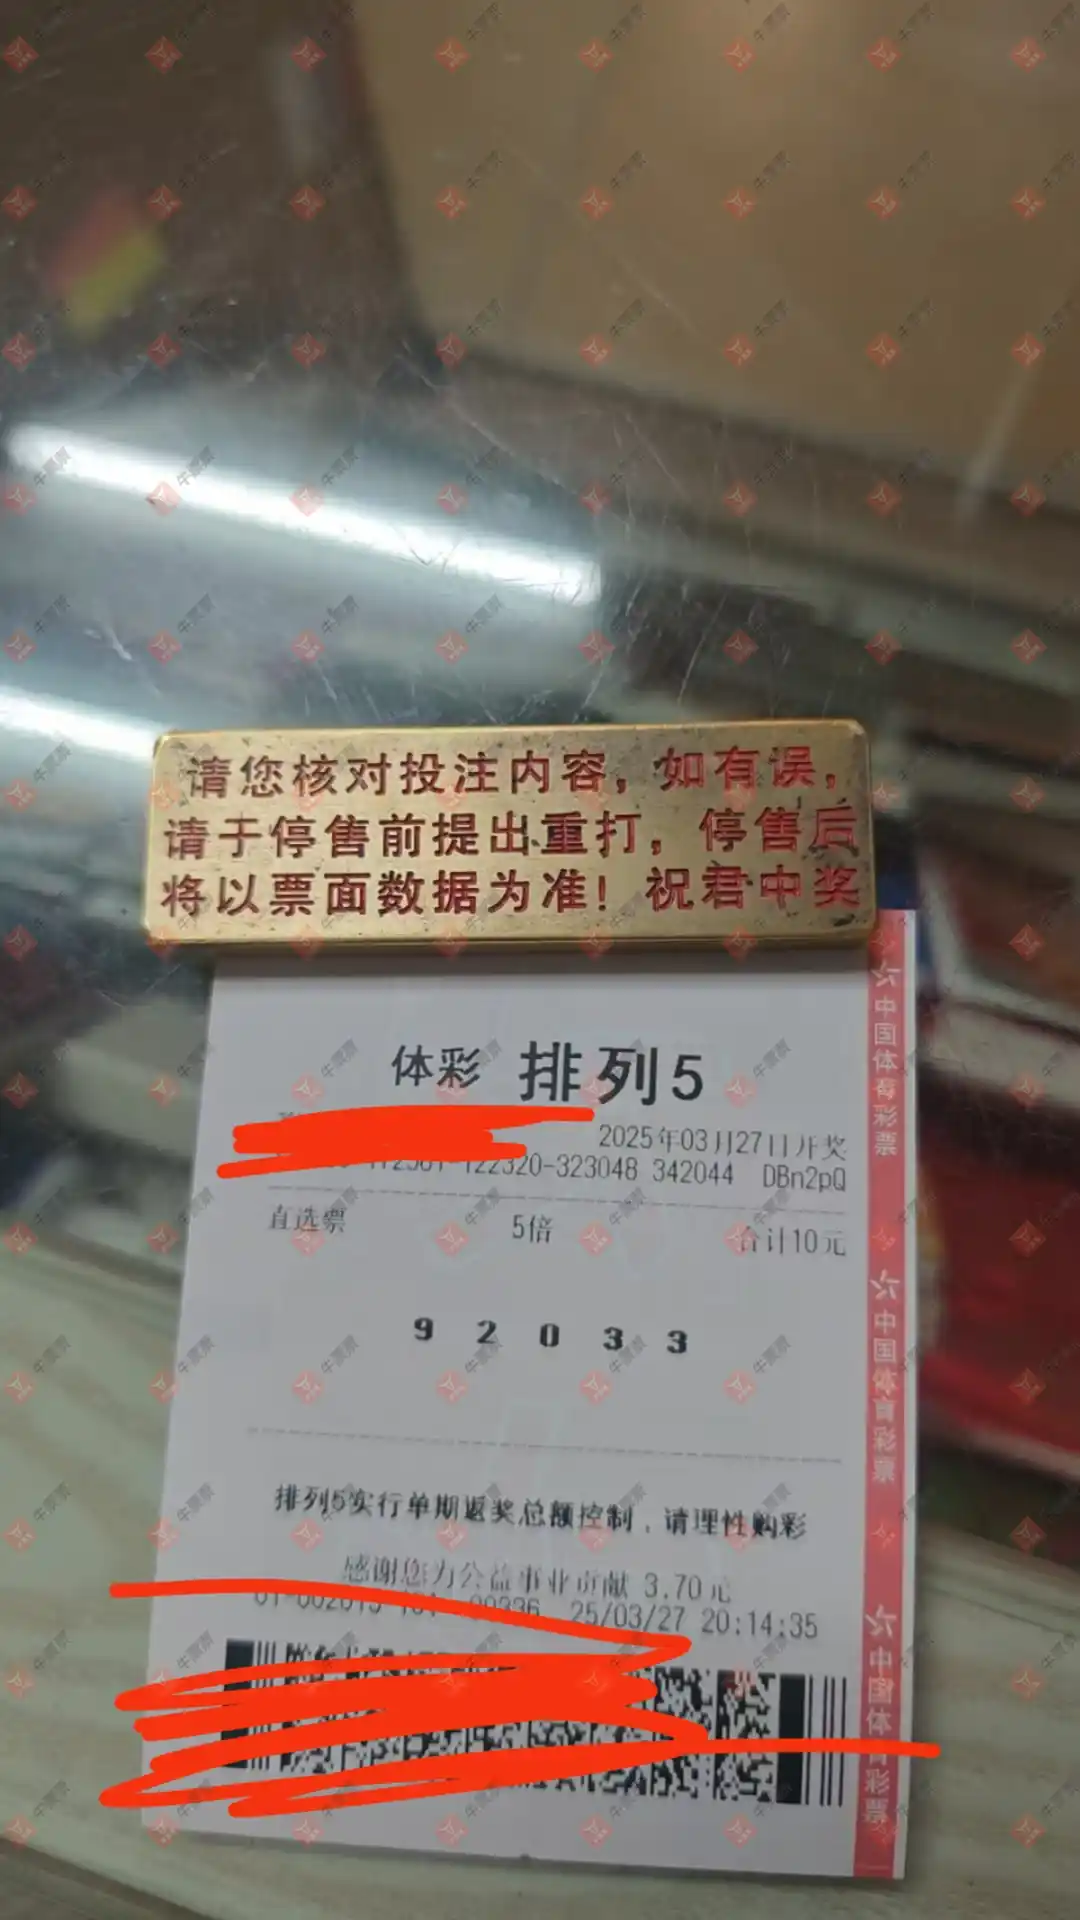 请您核对投注内容，如有误，
请于停售前提出重打，停售后
将以票面数据为准！祝君中奖
体彩 排列5
2025年03月27日开奖
122320-323048 342044 DBn2pQ
直选票 5倍 合计10元
9 2 0 3 3
排列5实行单期返奖总额控制，请理性购彩
感谢您为公益事业贡献 3.70元
25/03/27 20:14:35
中国体育彩票
中国体育彩票
中国体育彩票
牛票票